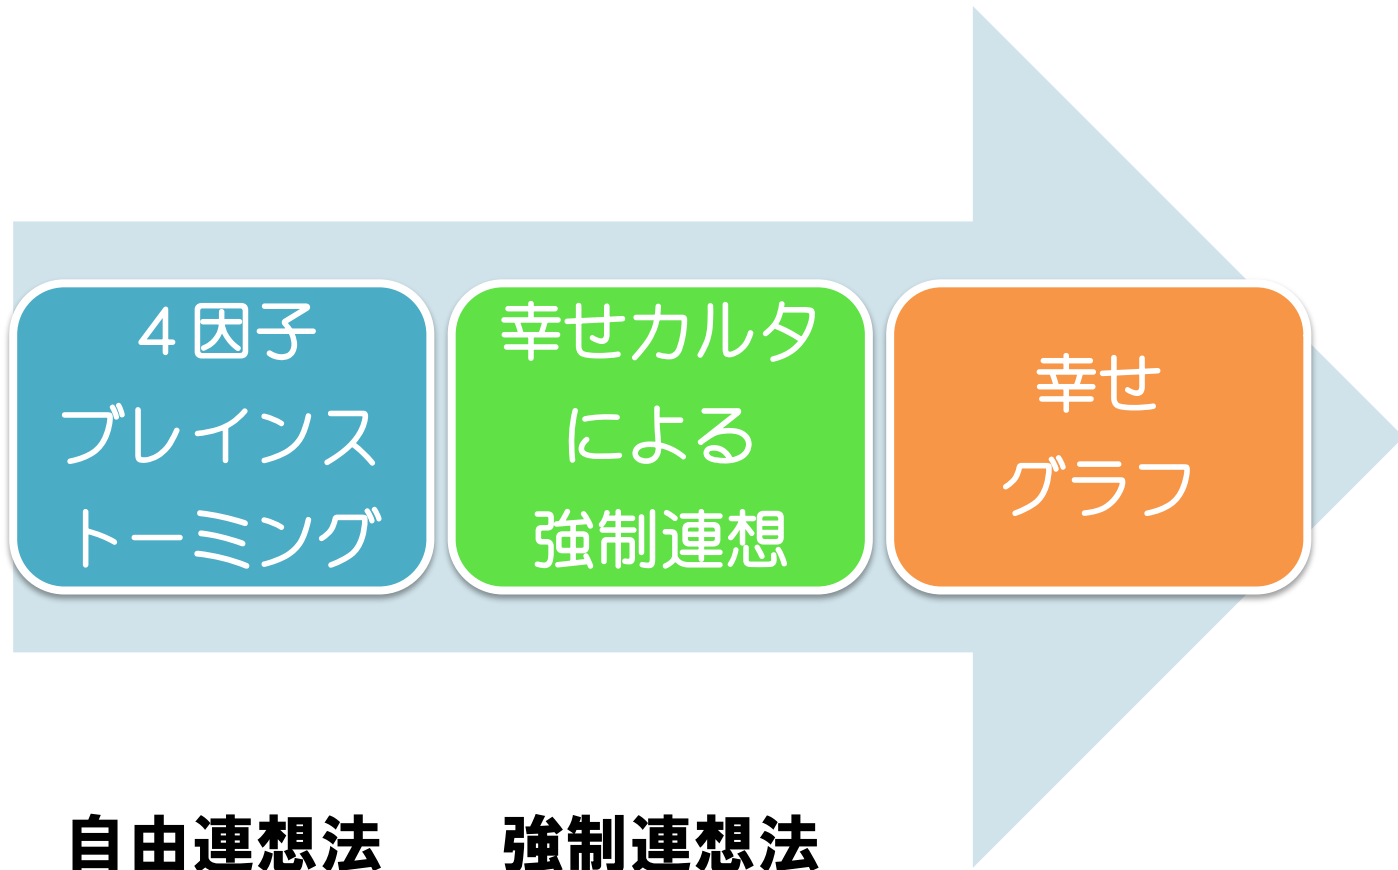 ４因子
ブレインス
トーミング
幸せカルタ
による
強制連想
幸せ
グラフ
自由連想法
強制連想法